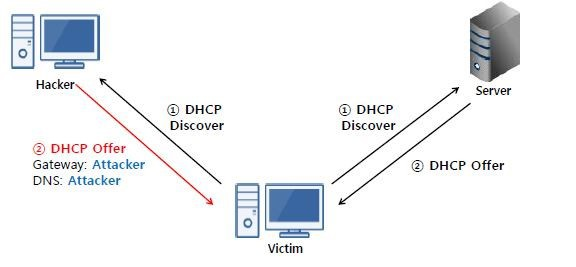 Hacker
Server
① DHCP
Discover
① DHCP
Discover
② DHCP Offer
Gateway: Attacker
DNS: Attacker
② DHCP Offer
Victim